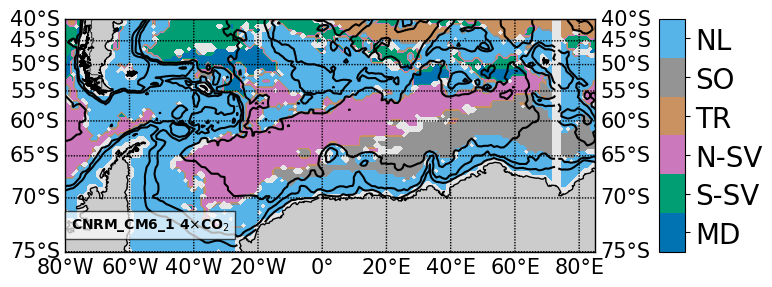 40°S 40°S
45°S 45°S
50°S 50°S
55°S 55°S
60°S 60°S
65°S 65°S
70°S 70°S
75°S 75°S
80°W 60°W 40°W 20°W 0° 20°E 40°E 60°E 80°E
CNRM_CM6_1 4×CO₂
NL
SO
TR
N-SV
S-SV
MD